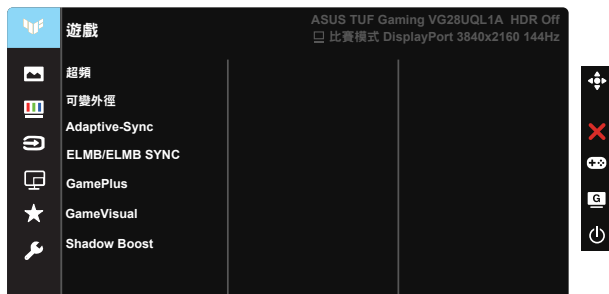 遊戲
ASUS TUF Gaming VG28UQL1A HDR Off
比賽模式 DisplayPort 3840x2160 144Hz
超頻
可變外徑
Adaptive-Sync
ELMB/ELMB SYNC
GamePlus
GameVisual
Shadow Boost
G